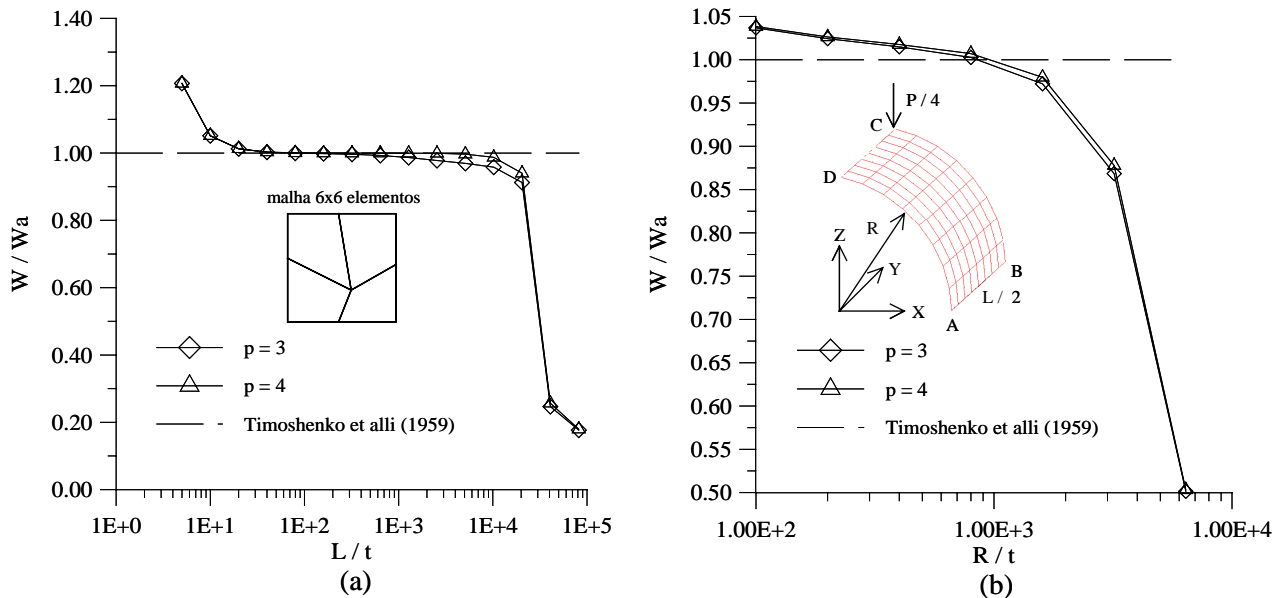 1.40
1.20
1.00
0.80
0.60
0.40
0.20
0.00
W / Wa
malha 6x6 elementos
p = 3
p = 4
Timoshenko et alli (1959)
1E+0 1E+1 1E+2 1E+3 1E+4 1E+5
L / t
(a)
1.05
1.00
0.95
0.90
0.85
0.80
0.75
0.70
0.65
0.60
0.55
0.50
W / Wa
P / 4
C
D
R
Z
Y
B
L / 2
X
A
p = 3
p = 4
Timoshenko et alli (1959)
1.00E+2 1.00E+3 1.00E+4
R / t
(b)